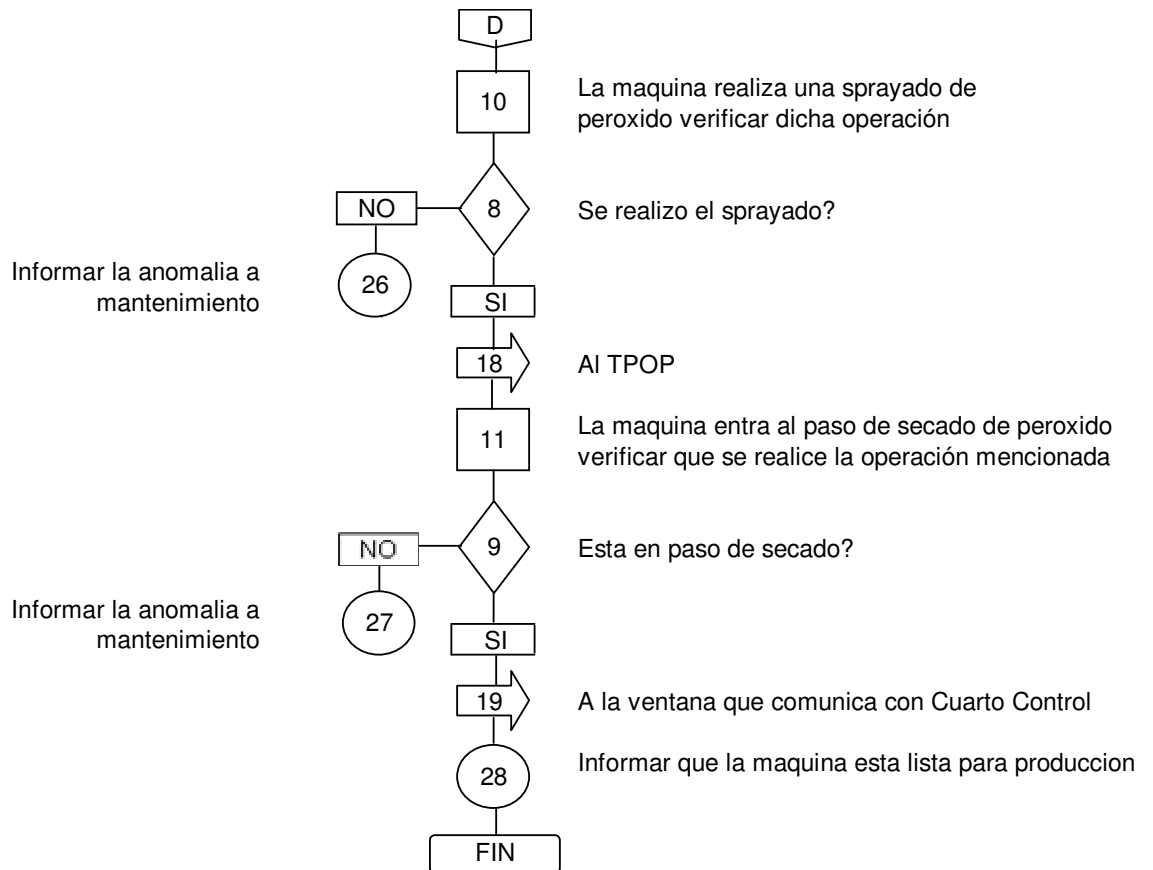 D
10
La maquina realiza una sprayado de
peroxido verificar dicha operación
NO
8
Se realizo el sprayado?
Informar la anomalia a
mantenimiento
26
SI
18
Al TPOP
11
La maquina entra al paso de secado de peroxido
verificar que se realice la operación mencionada
NO
9
Esta en paso de secado?
Informar la anomalia a
mantenimiento
27
SI
19
A la ventana que comunica con Cuarto Control
28
Informar que la maquina esta lista para produccion
FIN